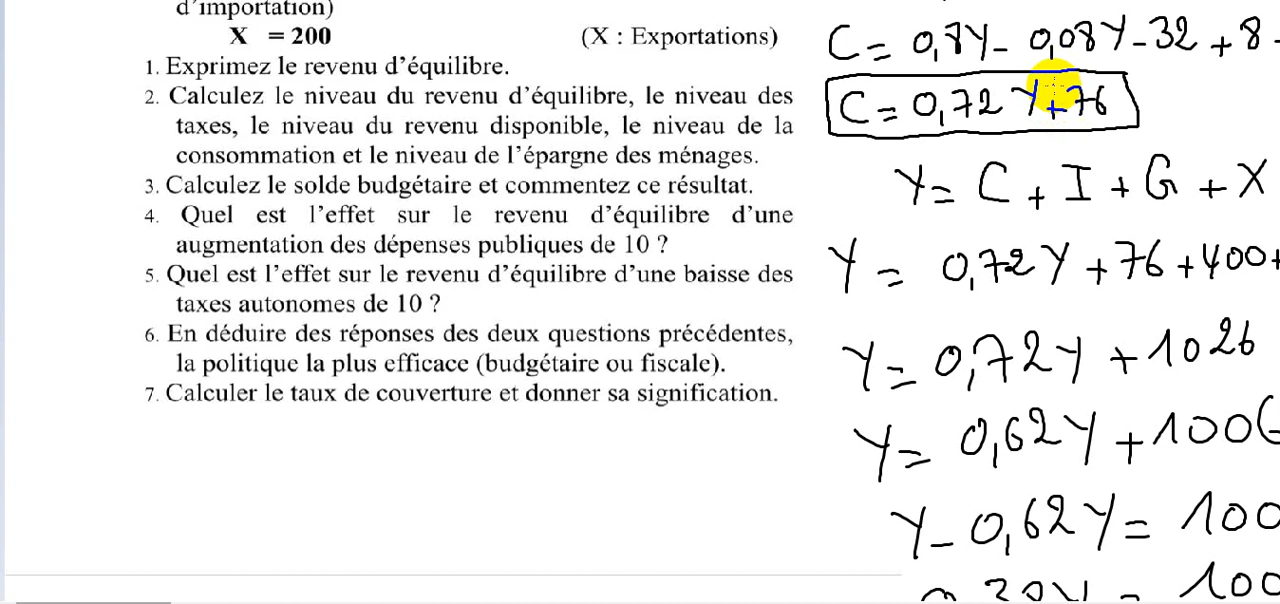 d'importation)
X = 200 (X : Exportations)
1. Exprimez le revenu d'équilibre.
2. Calculez le niveau du revenu d'équilibre, le niveau des
taxes, le niveau du revenu disponible, le niveau de la
consommation et le niveau de l'épargne des ménages.
3. Calculez le solde budgétaire et commentez ce résultat.
4. Quel est l'effet sur le revenu d'équilibre d'une
augmentation des dépenses publiques de 10 ?
5. Quel est l'effet sur le revenu d'équilibre d'une baisse des
taxes autonomes de 10 ?
6. En déduire des réponses des deux questions précédentes,
la politique la plus efficace (budgétaire ou fiscale).
7. Calculer le taux de couverture et donner sa signification.
C = 0,8Y - 0,08Y - 32 + 8
C = 0,72Y + 76
Y = C + I + G + X
Y = 0,72Y + 76 + 400 +
Y = 0,72Y + 1026
Y = 0,62Y + 100
Y - 0,62Y = 100
100